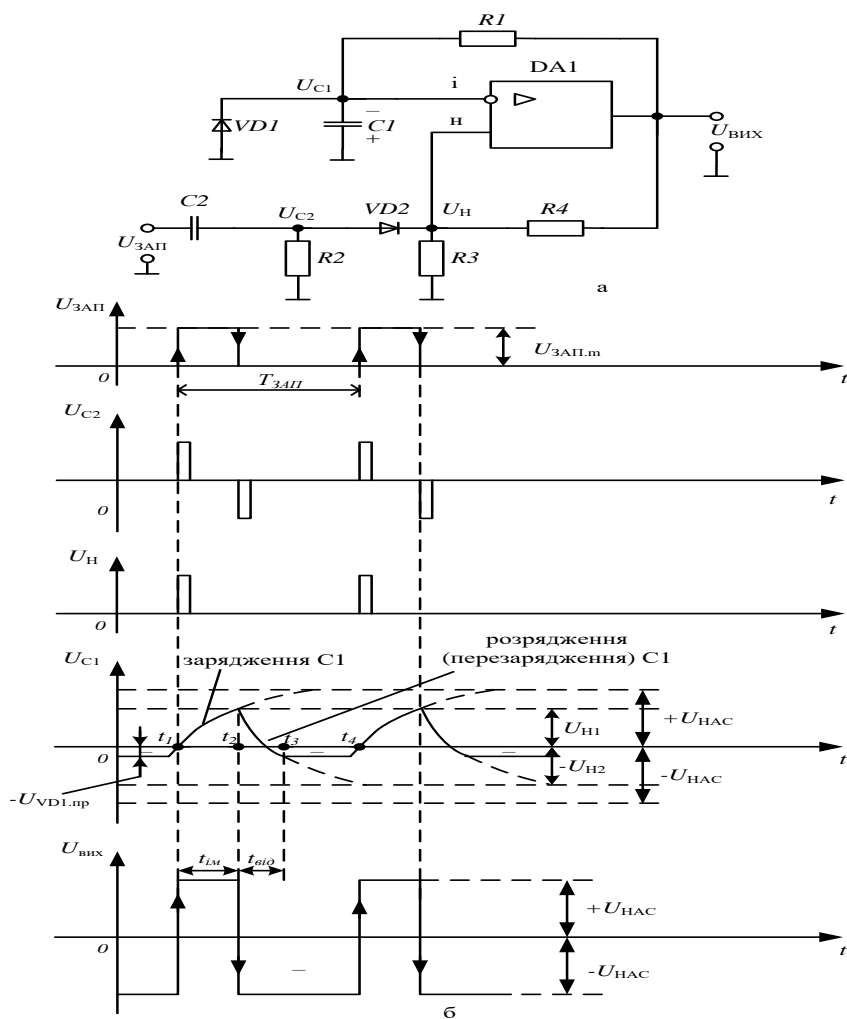 R1
DA1
U_C1
і
VD1
–
C1
+
н
U_ВИХ
C2
U_C2
VD2
U_Н
R4
U_ЗАП
R2
R3
а
U_ЗАП
U_ЗАП.m
0
t
T_ЗАП
U_C2
0
t
U_Н
0
t
U_C1
зарядження С1
розрядження
(перезарядження) С1
t1
t2
t3
t4
U_Н1
+U_НАС
0
–
–
–
t
-U_Н2
-U_НАС
-U_VD1.пр
U_вих
t_ім
t_від
+U_НАС
0
t
–
-U_НАС
б